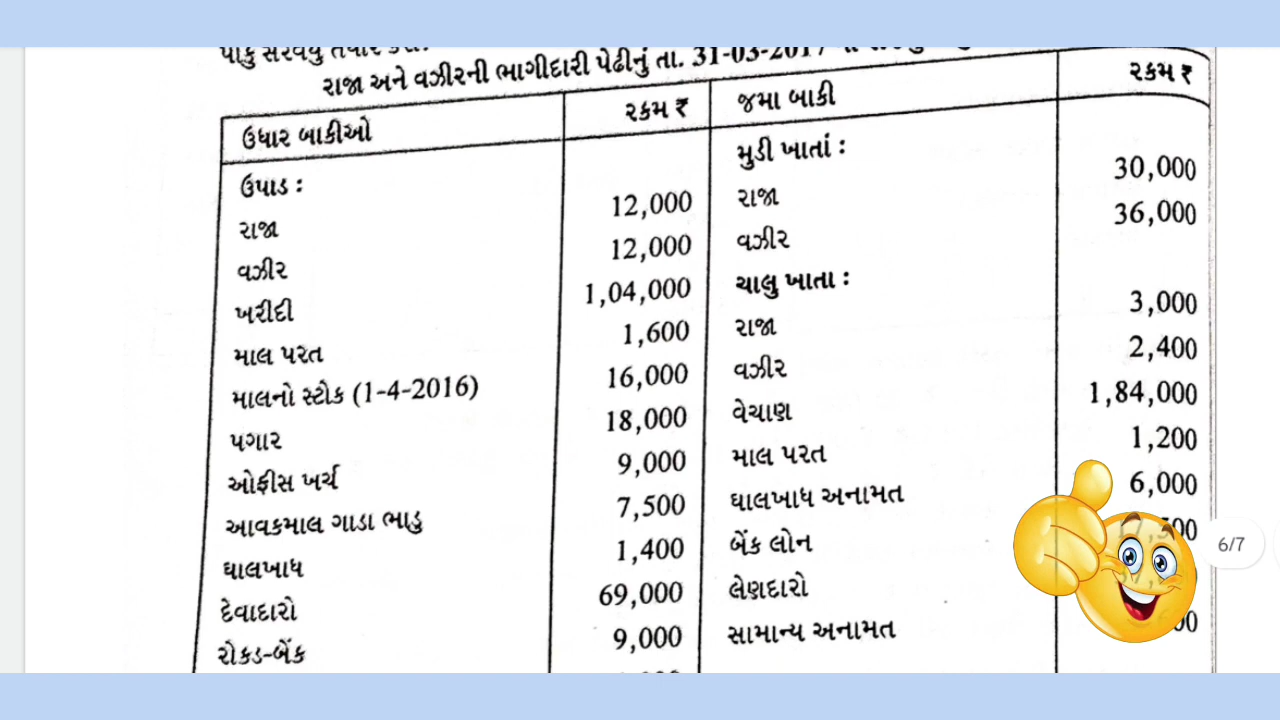 પાકુ સરવૈયુ તૈયાર કરો.
રાજા અને વઝીરની ભાગીદારી પેઢીનું તા. 31-03-2017
ઉધાર બાકીઓ | રકમ ₹ | જમા બાકી | રકમ ₹
ઉપાડ : | | મુડી ખાતાં :
રાજા | 12,000 | રાજા | 30,000
વઝીર | 12,000 | વઝીર | 36,000
ખરીદી | 1,04,000 | ચાલુ ખાતા :
માલ પરત | 1,600 | રાજા | 3,000
માલનો સ્ટોક (1-4-2016) | 16,000 | વઝીર | 2,400
પગાર | 18,000 | વેચાણ | 1,84,000
ઓફીસ ખર્ચ | 9,000 | માલ પરત | 1,200
આવકમાલ ગાડા ભાડુ | 7,500 | ઘાલખાધ અનામત | 6,000
ઘાલખાધ | 1,400 | બેંક લોન
દેવાદારો | 69,000 | લેણદારો
રોકડ-બેંક | 9,000 | સામાન્ય અનામત
6/7